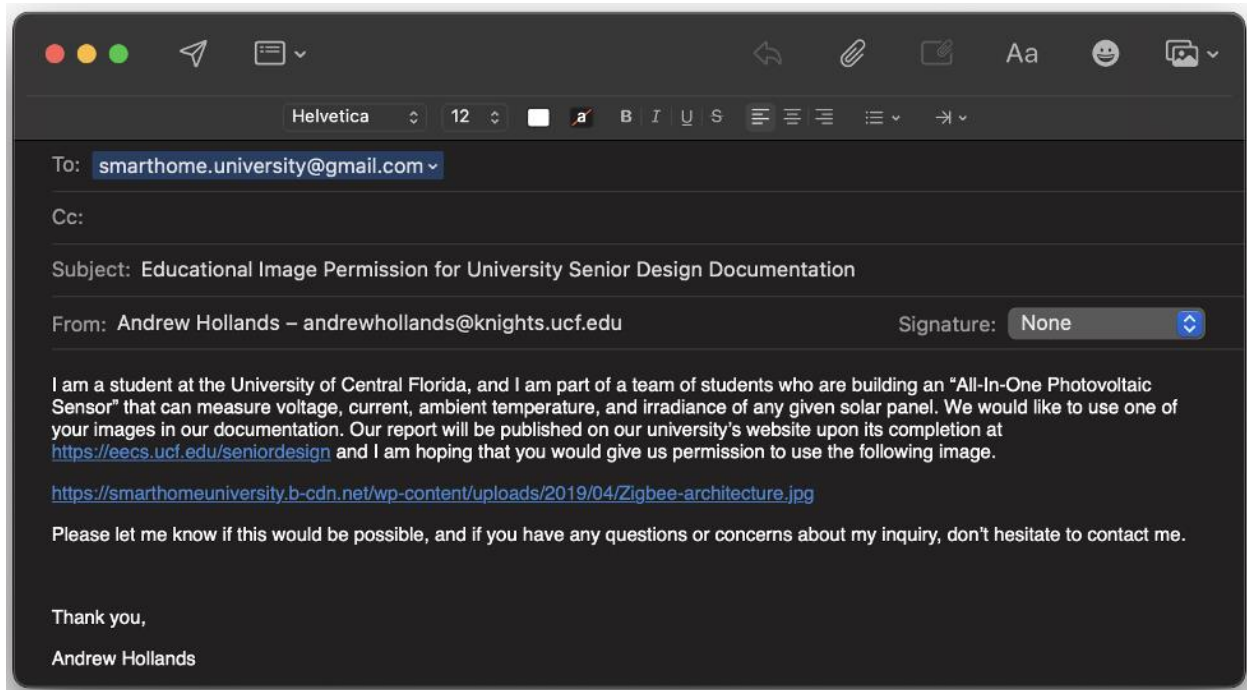 Aa
Helvetica 12 a B I U S
To: smarthome.university@gmail.com
Cc:
Subject: Educational Image Permission for University Senior Design Documentation
From: Andrew Hollands – andrewhollands@knights.ucf.edu Signature: None
I am a student at the University of Central Florida, and I am part of a team of students who are building an “All-In-One Photovoltaic
Sensor” that can measure voltage, current, ambient temperature, and irradiance of any given solar panel. We would like to use one of
your images in our documentation. Our report will be published on our university’s website upon its completion at
https://eecs.ucf.edu/seniordesign and I am hoping that you would give us permission to use the following image.
https://smarthomeuniversity.b-cdn.net/wp-content/uploads/2019/04/Zigbee-architecture.jpg
Please let me know if this would be possible, and if you have any questions or concerns about my inquiry, don’t hesitate to contact me.
Thank you,
Andrew Hollands